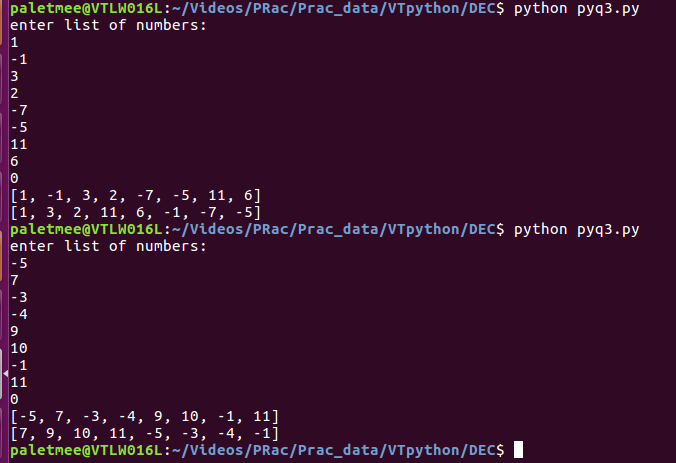 paletmee@VTLW016L:~/Videos/PRac/Prac_data/VTpython/DEC$ python pyq3.py
enter list of numbers:
1
-1
3
2
-7
-5
11
6
0
[1, -1, 3, 2, -7, -5, 11, 6]
[1, 3, 2, 11, 6, -1, -7, -5]
paletmee@VTLW016L:~/Videos/PRac/Prac_data/VTpython/DEC$ python pyq3.py
enter list of numbers:
-5
7
-3
-4
9
10
-1
11
0
[-5, 7, -3, -4, 9, 10, -1, 11]
[7, 9, 10, 11, -5, -3, -4, -1]
paletmee@VTLW016L:~/Videos/PRac/Prac_data/VTpython/DEC$